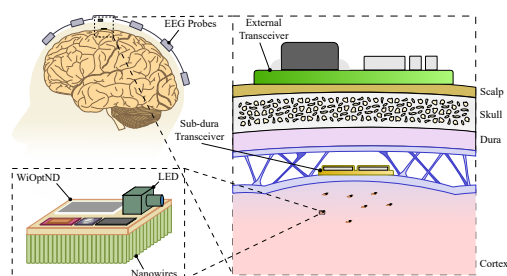 EEG Probes
External
Transceiver
Scalp
Skull
Sub-dura
Transceiver
Dura
WiOptND
LED
Nanowires
Cortex